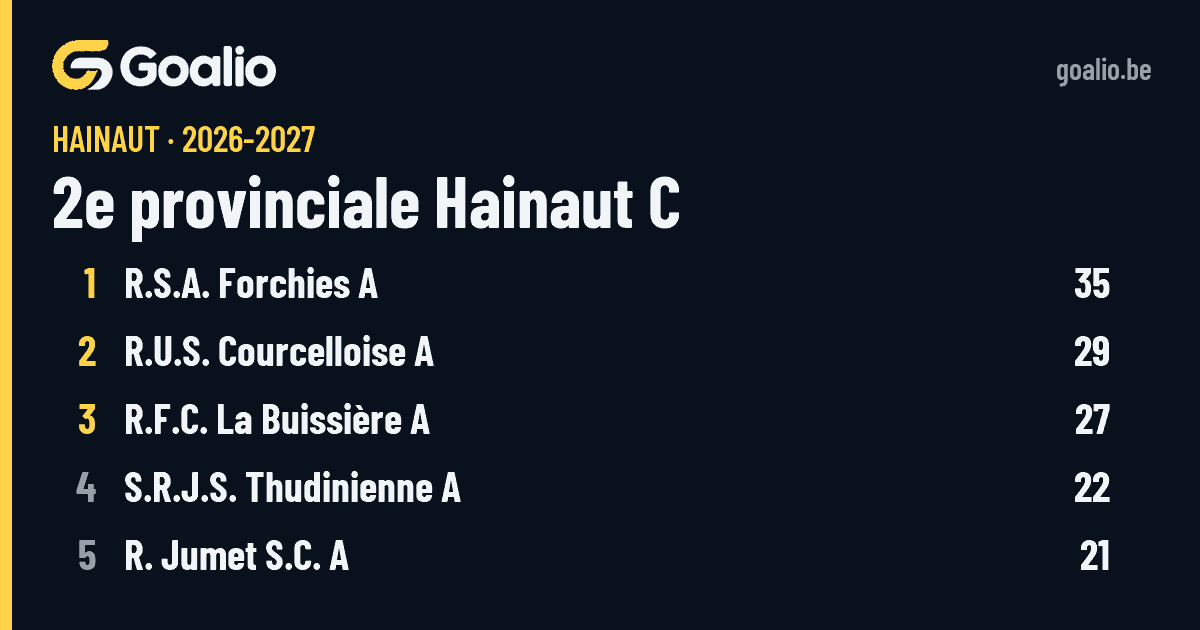 Goalio
goalio.be
HAINAUT · 2026-2027
2e provinciale Hainaut C
1 R.S.A. Forchies A 35
2 R.U.S. Courcelloise A 29
3 R.F.C. La Buissière A 27
4 S.R.J.S. Thudinienne A 22
5 R. Jumet S.C. A 21